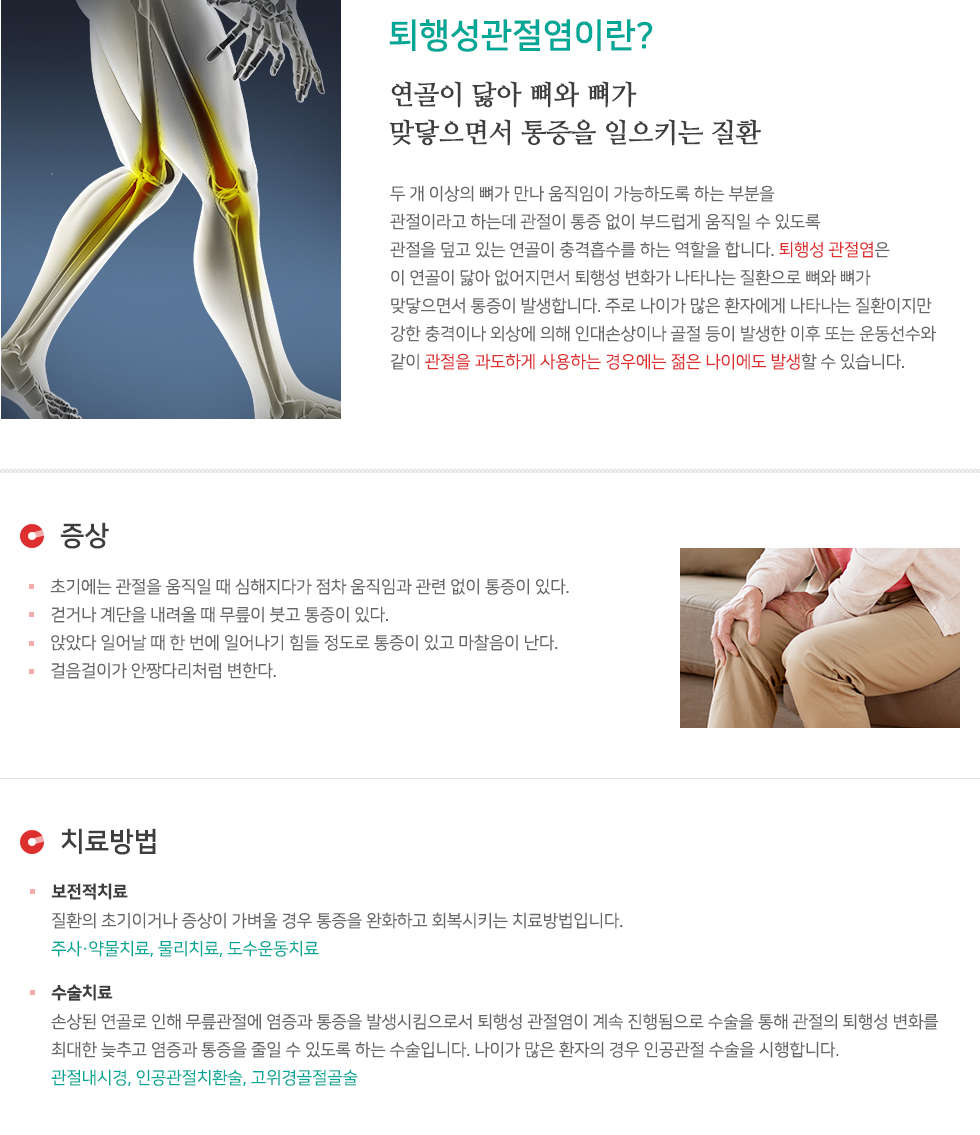 퇴행성관절염이란?
연골이 닳아 뼈와 뼈가
맞닿으면서 통증을 일으키는 질환
두 개 이상의 뼈가 만나 움직임이 가능하도록 하는 부분을
관절이라고 하는데 관절이 통증 없이 부드럽게 움직일 수 있도록
관절을 덮고 있는 연골이 충격흡수를 하는 역할을 합니다. 퇴행성 관절염은
이 연골이 닳아 없어지면서 퇴행성 변화가 나타나는 질환으로 뼈와 뼈가
맞닿으면서 통증이 발생합니다. 주로 나이가 많은 환자에게 나타나는 질환이지만
강한 충격이나 외상에 의해 인대손상이나 골절 등이 발생한 이후 또는 운동선수와
같이 관절을 과도하게 사용하는 경우에는 젊은 나이에도 발생할 수 있습니다.
증상
초기에는 관절을 움직일 때 심해지다가 점차 움직임과 관련 없이 통증이 있다.
걷거나 계단을 내려올 때 무릎이 붓고 통증이 있다.
앉았다 일어날 때 한 번에 일어나기 힘들 정도로 통증이 있고 마찰음이 난다.
걸음걸이가 안짱다리처럼 변한다.
치료방법
보전적치료
질환의 초기이거나 증상이 가벼울 경우 통증을 완화하고 회복시키는 치료방법입니다.
주사·약물치료, 물리치료, 도수운동치료
수술치료
손상된 연골로 인해 무릎관절에 염증과 통증을 발생시킴으로서 퇴행성 관절염이 계속 진행됨으로 수술을 통해 관절의 퇴행성 변화를
최대한 늦추고 염증과 통증을 줄일 수 있도록 하는 수술입니다. 나이가 많은 환자의 경우 인공관절 수술을 시행합니다.
관절내시경, 인공관절치환술, 고위경골절골술